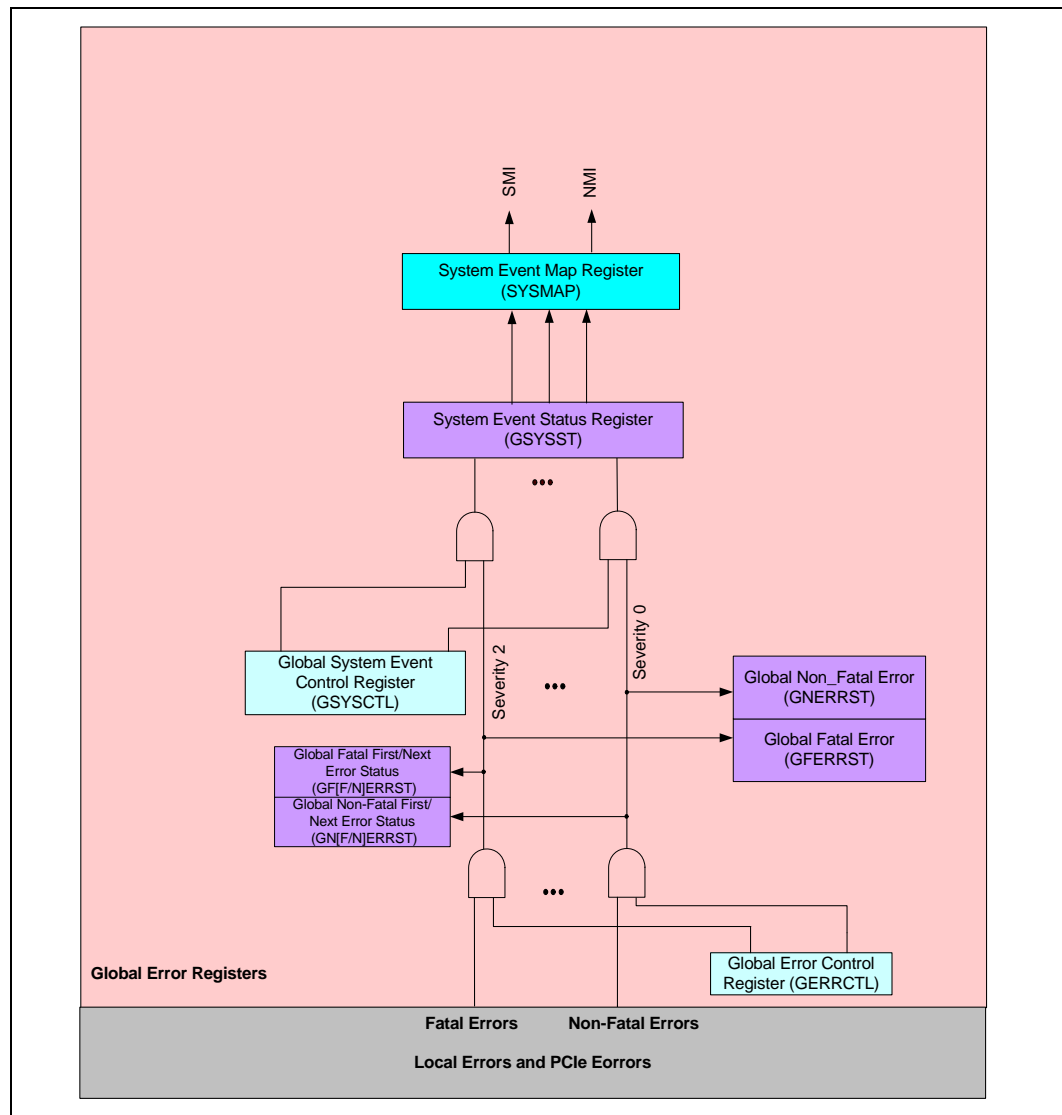 SMI
NMI
System Event Map Register
(SYSMAP)
System Event Status Register
(GSYSST)
Severity 2
Severity 0
Global System Event
Control Register
(GSYSCTL)
Global Non_Fatal Error
(GNERRST)
Global Fatal Error
(GFERRST)
Global Fatal First/Next
Error Status
(GF[F/N]ERRST)
Global Non-Fatal First/
Next Error Status
(GN[F/N]ERRST)
Global Error Control
Register (GERRCTL)
Global Error Registers
Fatal Errors
Non-Fatal Errors
Local Errors and PCIe Eorrors